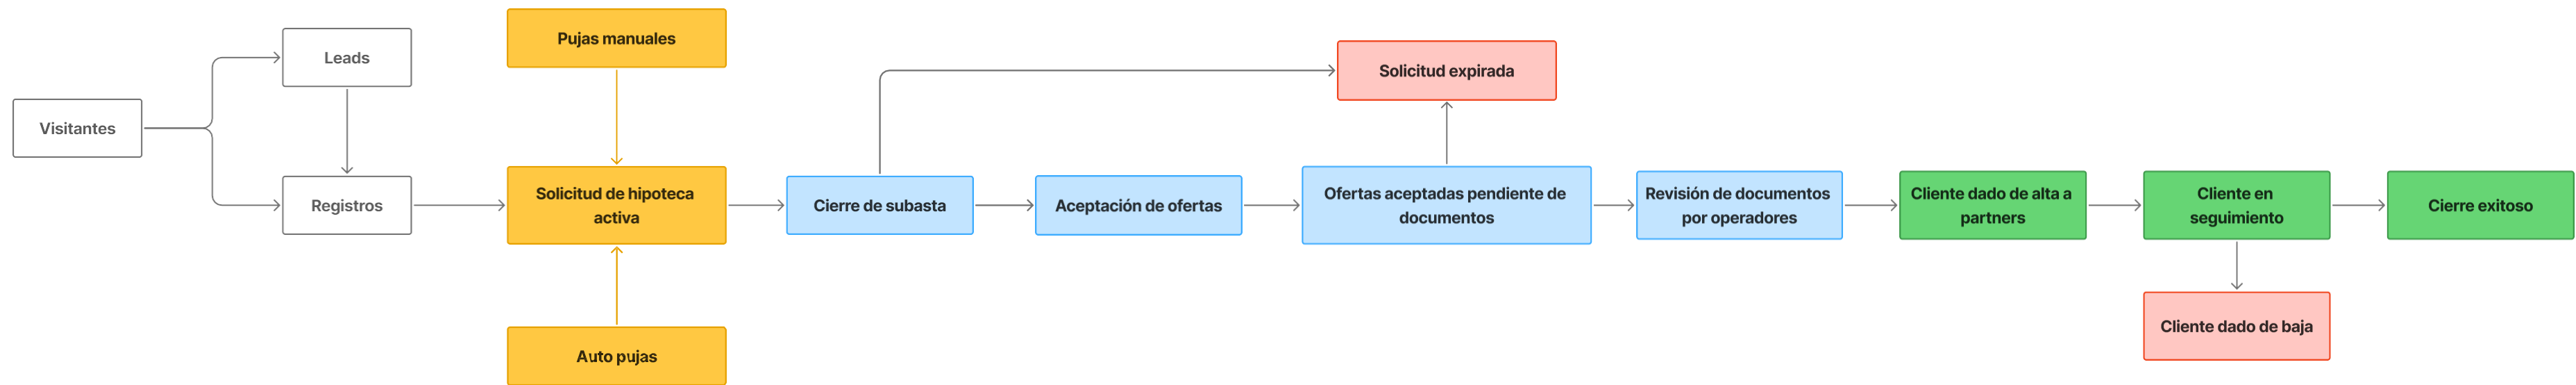 Visitantes
Leads
Registros
Pujas manuales
Solicitud de hipoteca
activa
Auto pujas
Cierre de subasta
Aceptación de ofertas
Solicitud expirada
Ofertas aceptadas pendiente de
documentos
Revisión de documentos
por operadores
Cliente dado de alta a
partners
Cliente en
seguimiento
Cliente dado de baja
Cierre exitoso